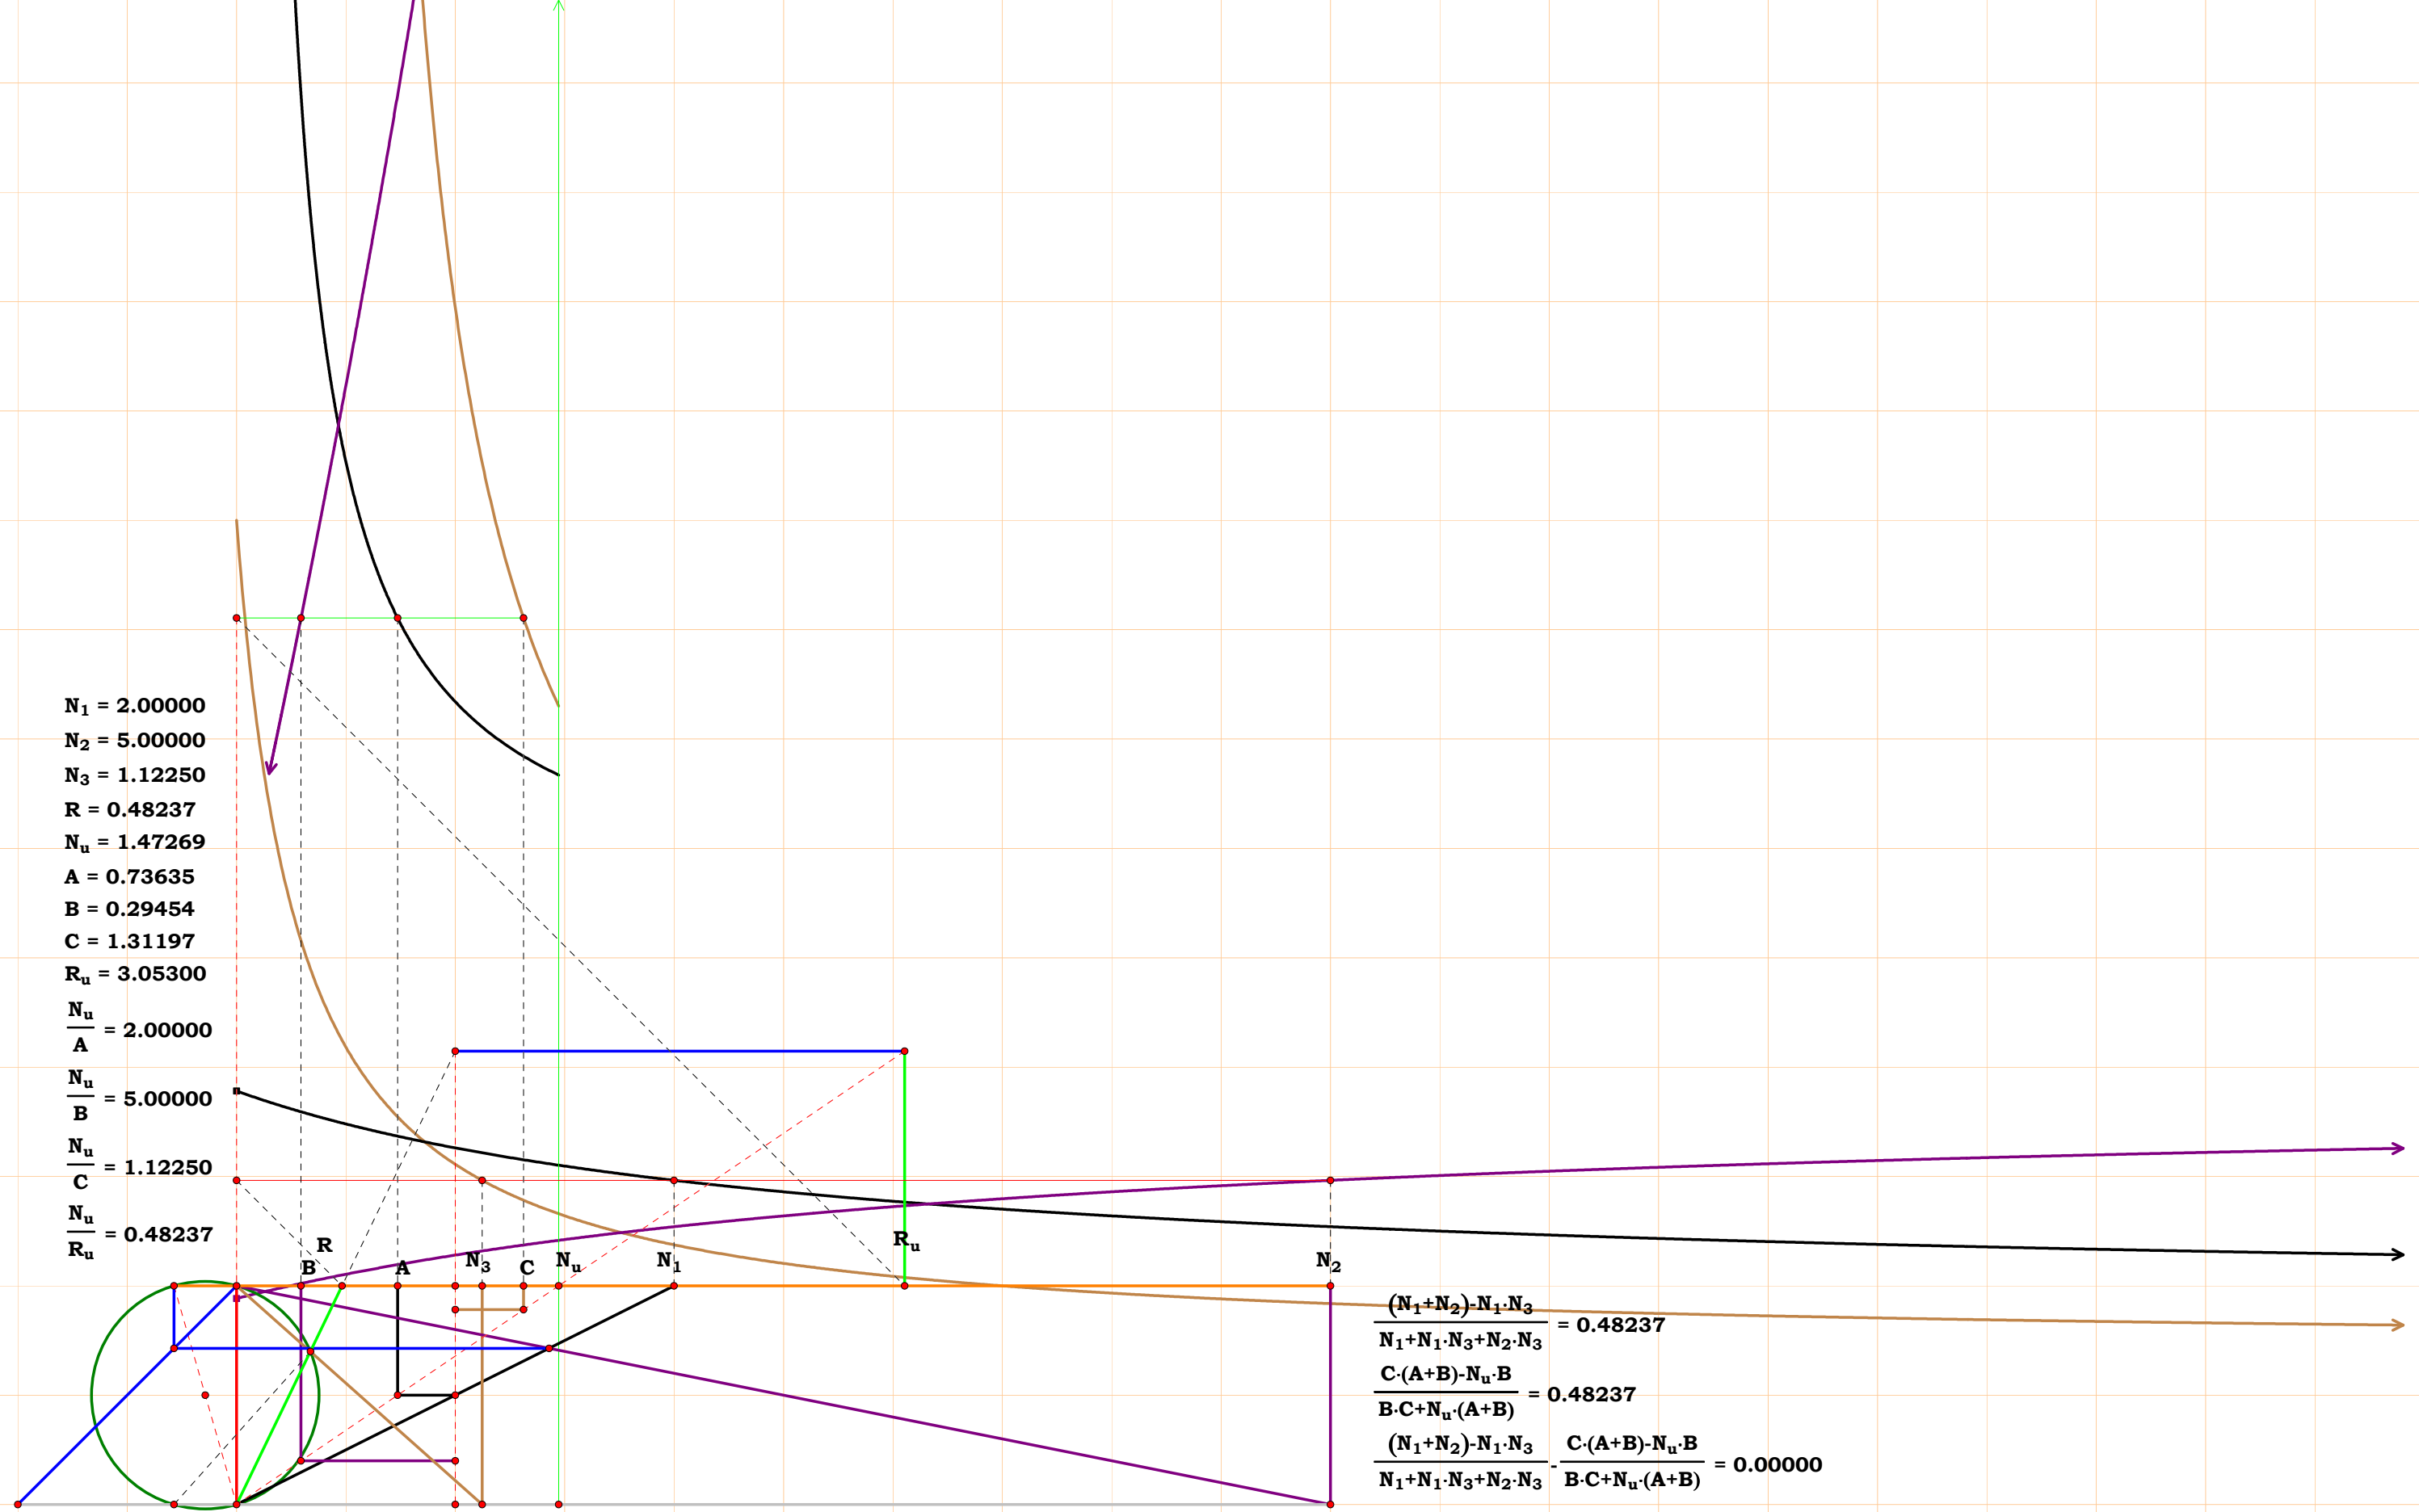 N₁ = 2.00000
N₂ = 5.00000
N₃ = 1.12250
R = 0.48237
Nᵤ = 1.47269
A = 0.73635
B = 0.29454
C = 1.31197
Rᵤ = 3.05300
Nᵤ/A = 2.00000
Nᵤ/B = 5.00000
Nᵤ/C = 1.12250
Nᵤ/Rᵤ = 0.48237
R
B
A
N₃
C
Nᵤ
N₁
Rᵤ
N₂
(N₁+N₂)-N₁·N₃ / N₁+N₁·N₃+N₂·N₃ = 0.48237
C·(A+B)-Nᵤ·B / B·C+Nᵤ·(A+B) = 0.48237
(N₁+N₂)-N₁·N₃ / N₁+N₁·N₃+N₂·N₃ - C·(A+B)-Nᵤ·B / B·C+Nᵤ·(A+B) = 0.00000